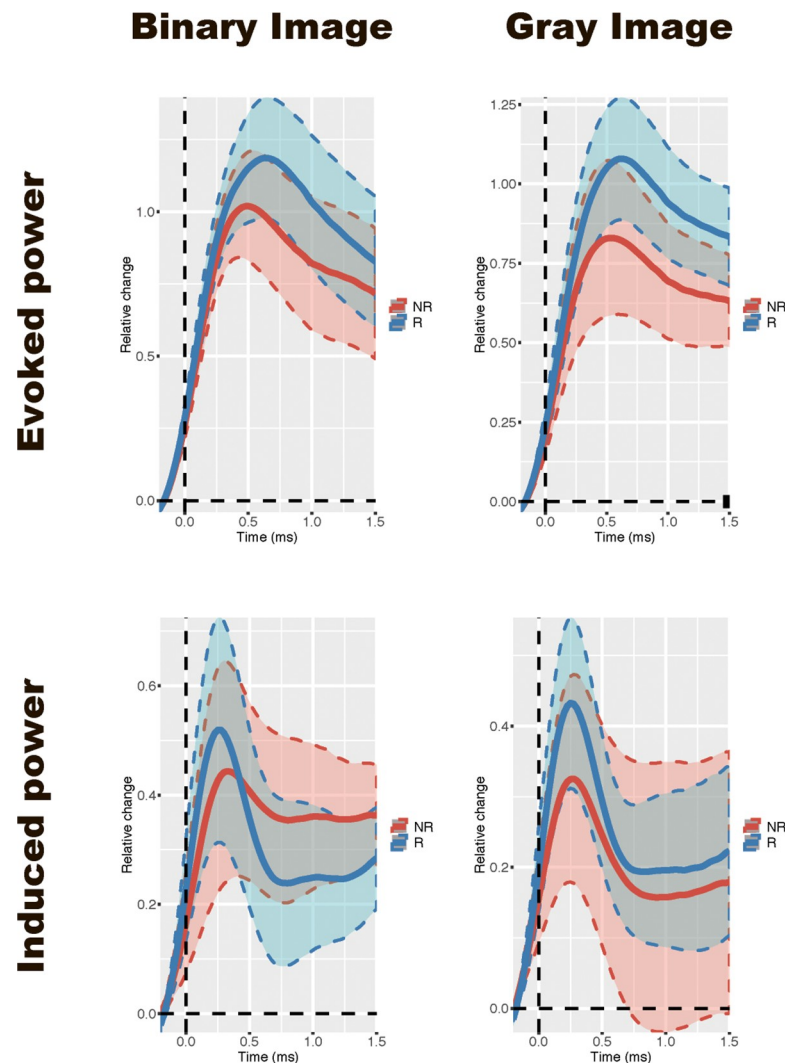 Binary Image
Gray Image
Evoked power
Relative change
1.0
0.5
0.0
0.0
0.5
1.0
1.5
Time (ms)
NR
R
Relative change
1.25
1.00
0.75
0.50
0.25
0.00
0.0
0.5
1.0
1.5
Time (ms)
NR
R
Induced power
Relative change
0.6
0.4
0.2
0.0
0.0
0.5
1.0
1.5
Time (ms)
NR
R
Relative change
0.4
0.2
0.0
0.0
0.5
1.0
1.5
Time (ms)
NR
R